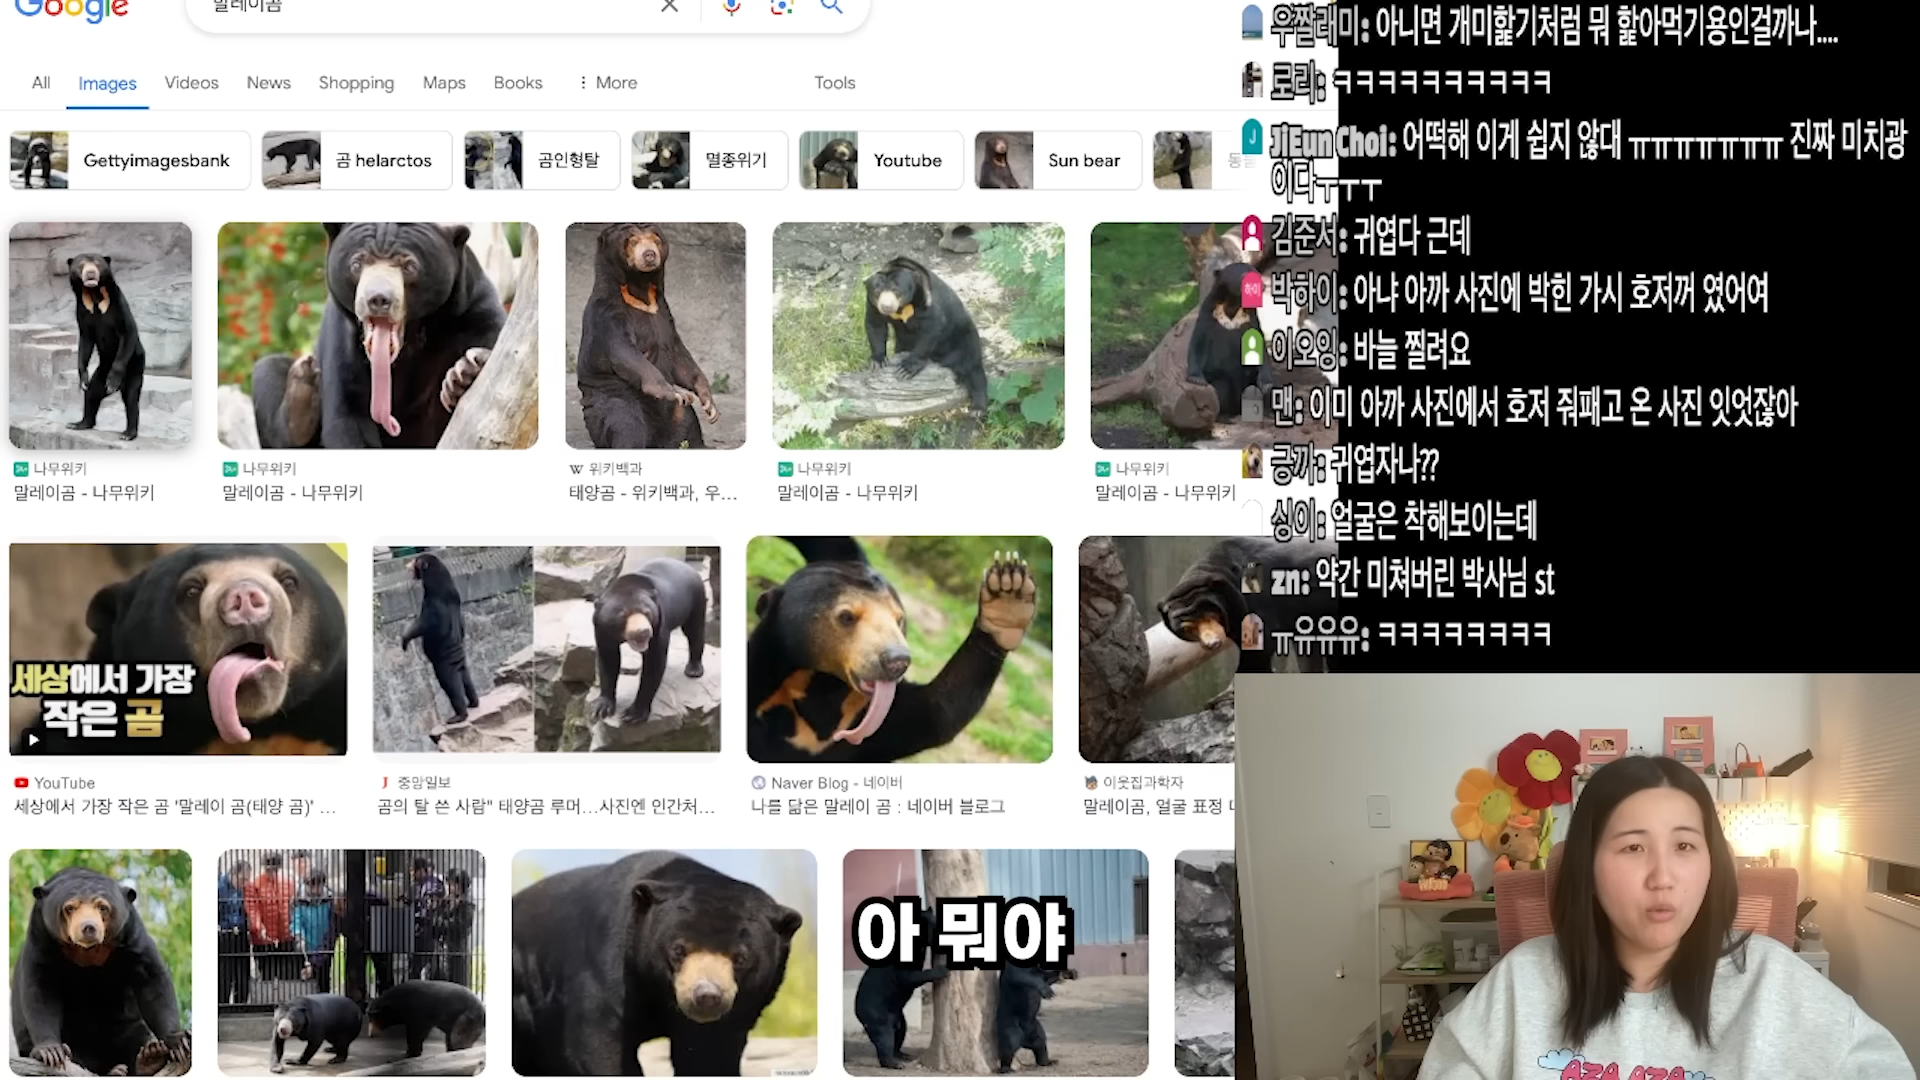 Google
말레이곰
All Images Videos News Shopping Maps Books More Tools
Gettyimagesbank
곰 helarctos
곰인형탈
멸종위기
Youtube
Sun bear
나무위키
말레이곰 - 나무위키
나무위키
말레이곰 - 나무위키
W 위키백과
태양곰 - 위키백과, 우...
나무위키
말레이곰 - 나무위키
나무위키
말레이곰 - 나무위키
세상에서 가장
작은 곰
YouTube
세상에서 가장 작은 곰 '말레이 곰(태양 곰)' ...
J 중앙일보
곰의 탈 쓴 사람" 태양곰 루머...사진엔 인간처...
Naver Blog - 네이버
나를 닮은 말레이 곰 : 네이버 블로그
이웃집과학자
말레이곰, 얼굴 표정
아 뭐야
우짤래미: 아니면 개미핥기처럼 뭐 핥아먹기용인걸까나....
로리: ㅋㅋㅋㅋㅋㅋㅋㅋㅋㅋ
J
JiEun Choi: 어떡해 이게 쉽지 않대 ㅠㅠㅠㅠㅠㅠㅠ 진짜 미치광
이다ㅜㅜㅜ
김준서: 귀엽다 근데
하이
박하이: 아냐 아까 사진에 박힌 가시 호저꺼 였어여
이오잉: 바늘 찔려요
맨: 이미 아까 사진에서 호저 줘패고 온 사진 잇엇잖아
긍까: 귀엽자나??
싱이: 얼굴은 착해보이는데
zn: 약간 미쳐버린 박사님 st
ㅠ유유유: ㅋㅋㅋㅋㅋㅋㅋㅋ